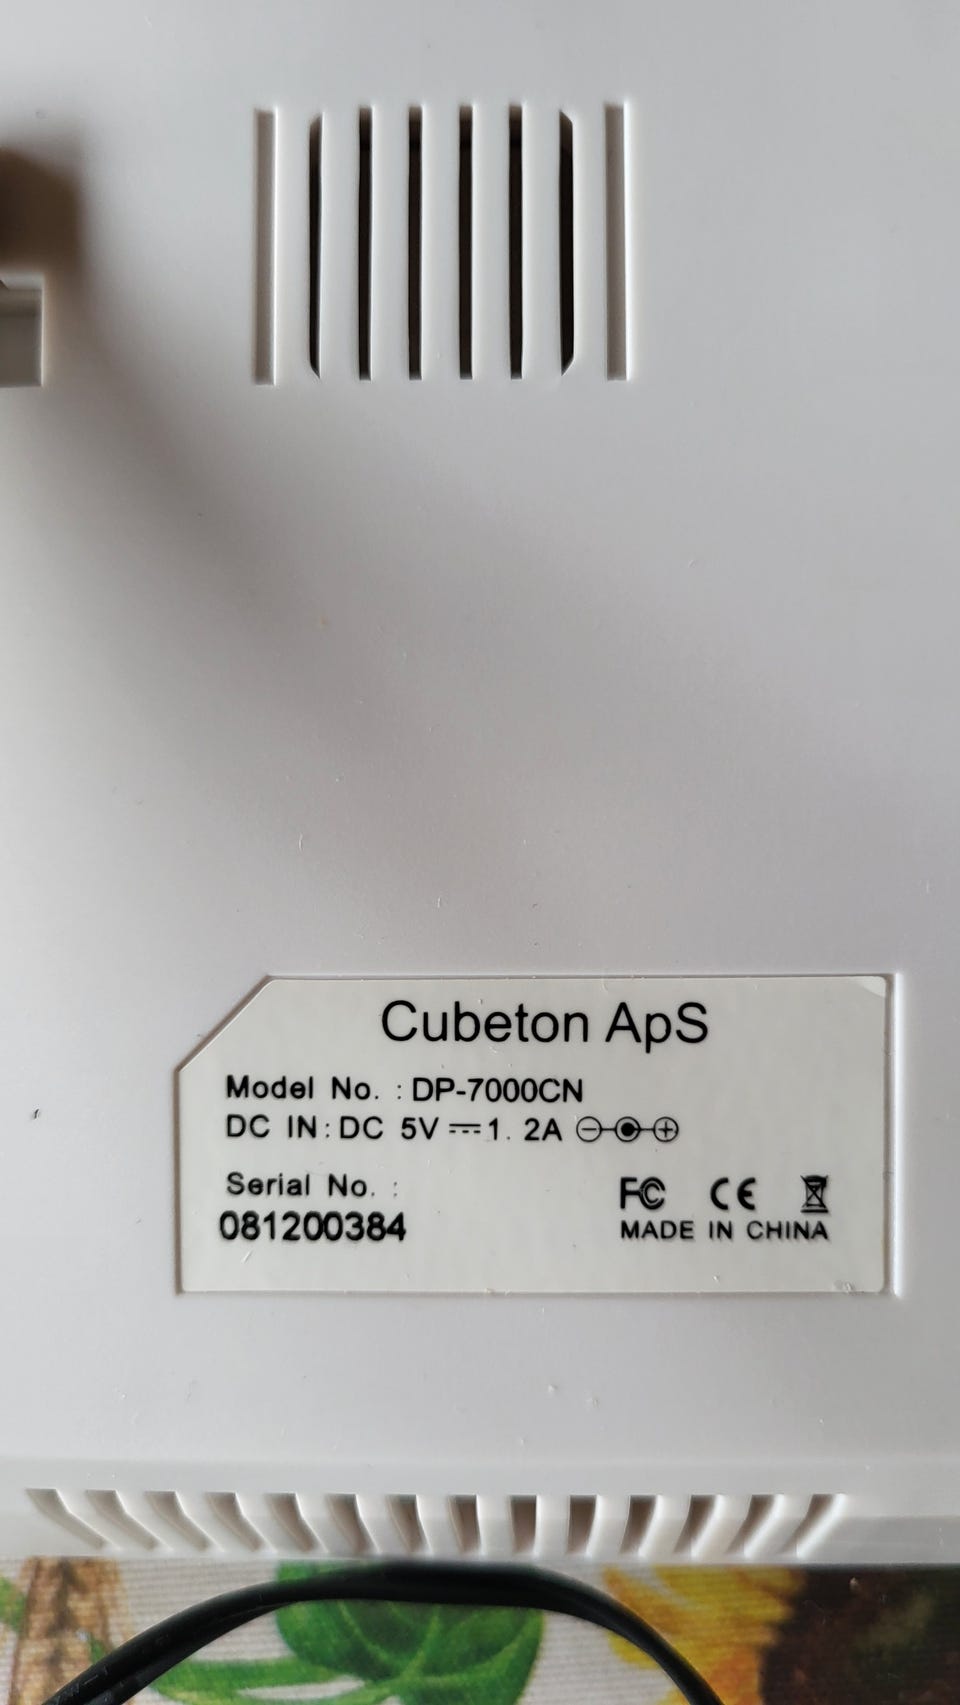 Cubeton ApS
Model No. : DP-7000CN
DC IN: DC 5V ⎓ 1. 2A
Serial No. :
081200384
FC CE
MADE IN CHINA